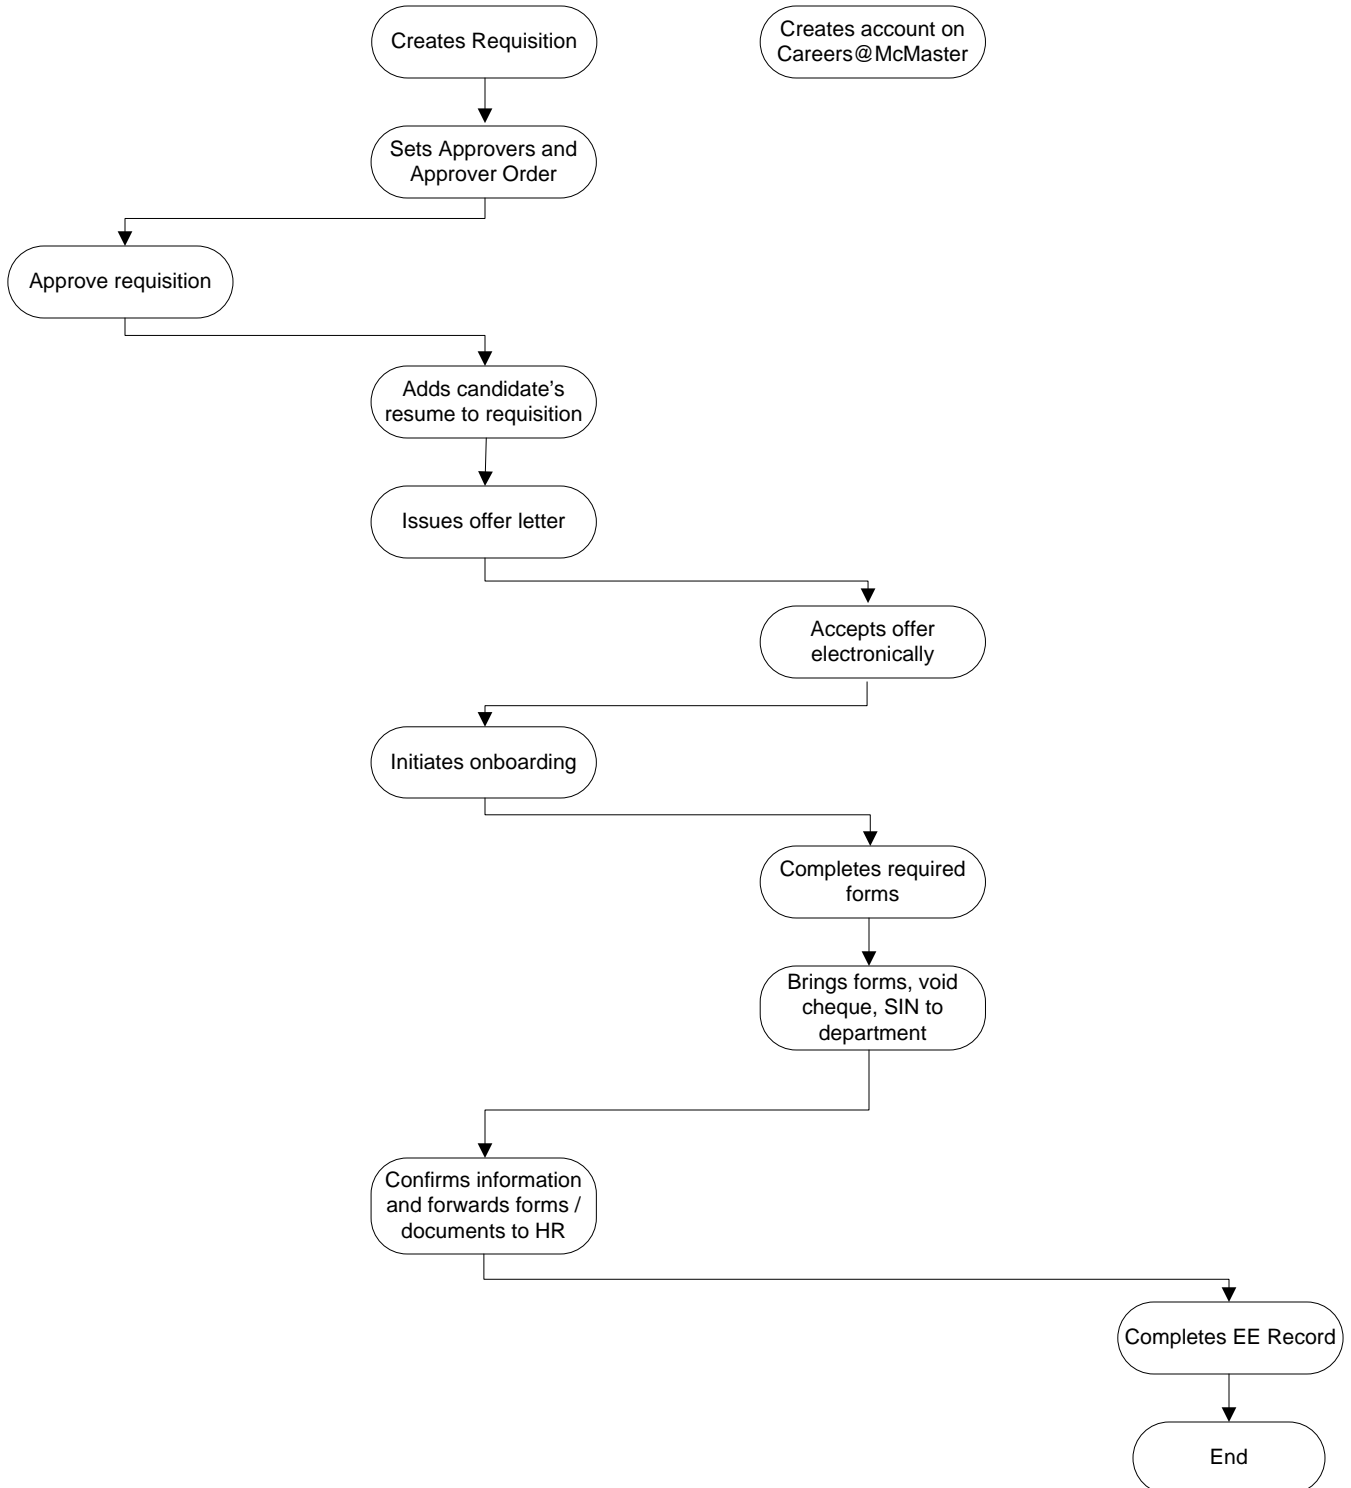 Creates Requisition
Creates account on
Careers@McMaster
Sets Approvers and
Approver Order
Approve requisition
Adds candidate’s
resume to requisition
Issues offer letter
Accepts offer
electronically
Initiates onboarding
Completes required
forms
Brings forms, void
cheque, SIN to
department
Confirms information
and forwards forms /
documents to HR
Completes EE Record
End